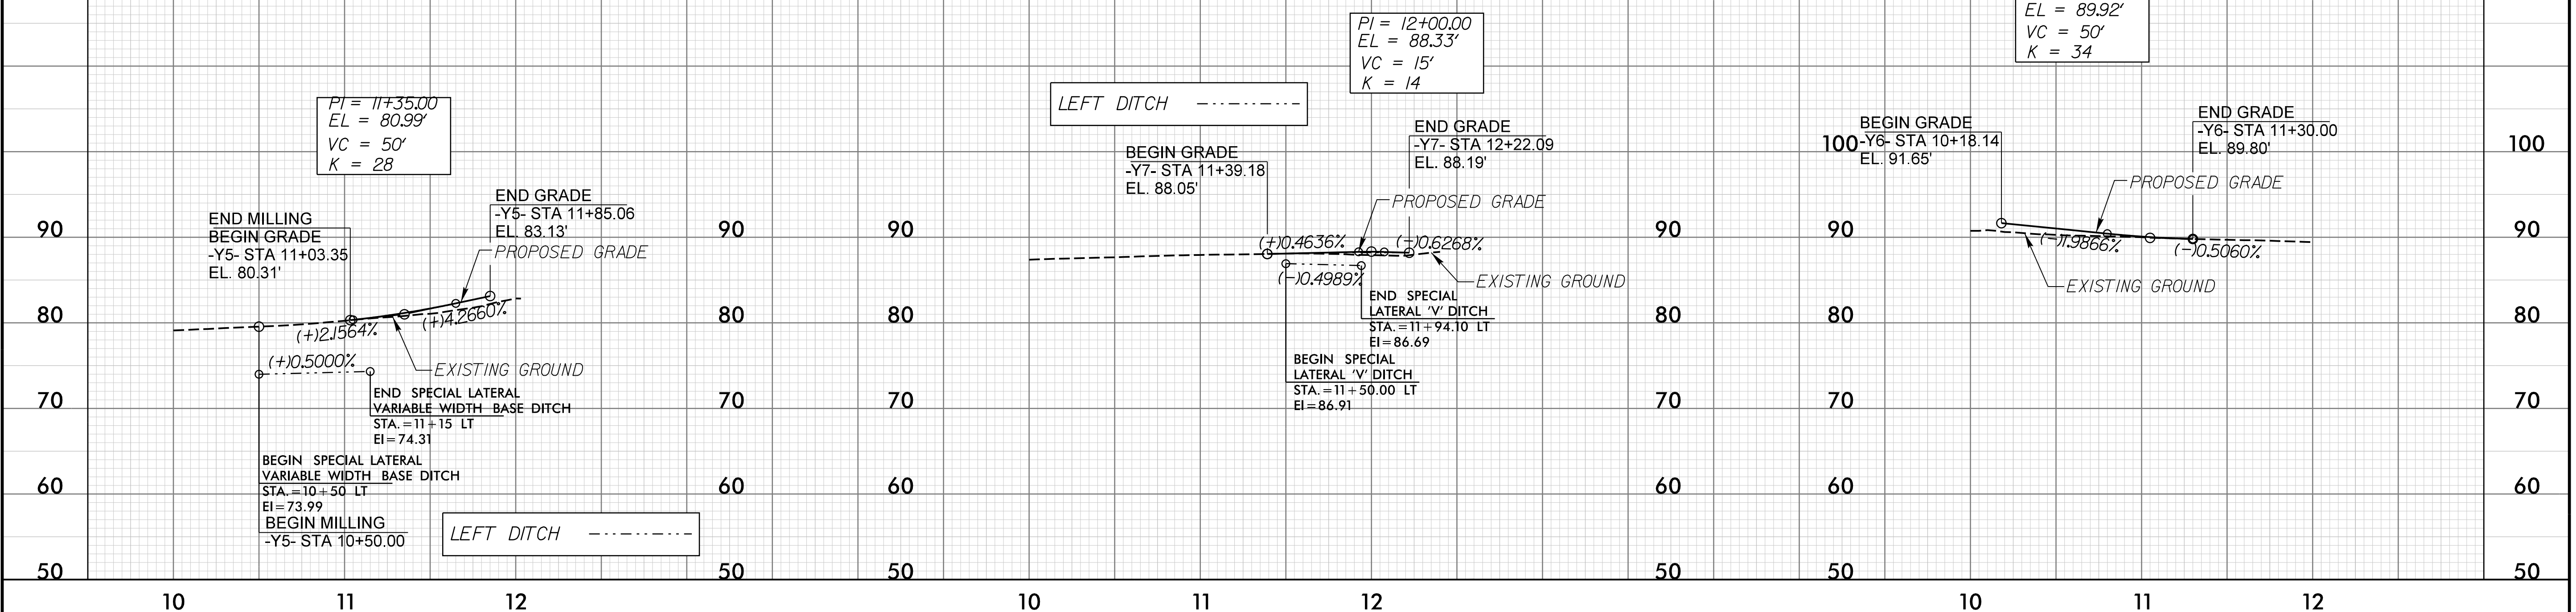 PI = 11+35.00
EL = 80.99'
VC = 50'
K = 28
END MILLING
BEGIN GRADE
-Y5- STA 11+03.35
EL. 80.31'
END GRADE
-Y5- STA 11+85.06
EL. 83.13'
PROPOSED GRADE
(+)2.1564%
(+)4.2660%
(+)0.5000%
EXISTING GROUND
END SPECIAL LATERAL
VARIABLE WIDTH BASE DITCH
STA.=11+15 LT
El=74.31
BEGIN SPECIAL LATERAL
VARIABLE WIDTH BASE DITCH
STA.=10+50 LT
El=73.99
BEGIN MILLING
-Y5- STA 10+50.00
LEFT DITCH
90
80
70
60
50
90
80
70
60
50
10
11
12
PI = 12+00.00
EL = 88.33'
VC = 15'
K = 14
LEFT DITCH
BEGIN GRADE
-Y7- STA 11+39.18
EL. 88.05'
END GRADE
-Y7- STA 12+22.09
EL. 88.19'
PROPOSED GRADE
(+)0.4636%
(-)0.6268%
(-)0.4989%
EXISTING GROUND
END SPECIAL
LATERAL 'V' DITCH
STA.=11+94.10 LT
El=86.69
BEGIN SPECIAL
LATERAL 'V' DITCH
STA.=11+50.00 LT
El=86.91
90
80
70
60
50
90
80
70
60
50
10
11
12
EL = 89.92'
VC = 50'
K = 34
BEGIN GRADE
-Y6- STA 10+18.14
EL. 91.65'
END GRADE
-Y6- STA 11+30.00
EL. 89.80'
PROPOSED GRADE
(-)1.9866%
(-)0.5060%
EXISTING GROUND
100
90
80
70
60
50
100
90
80
70
60
50
10
11
12